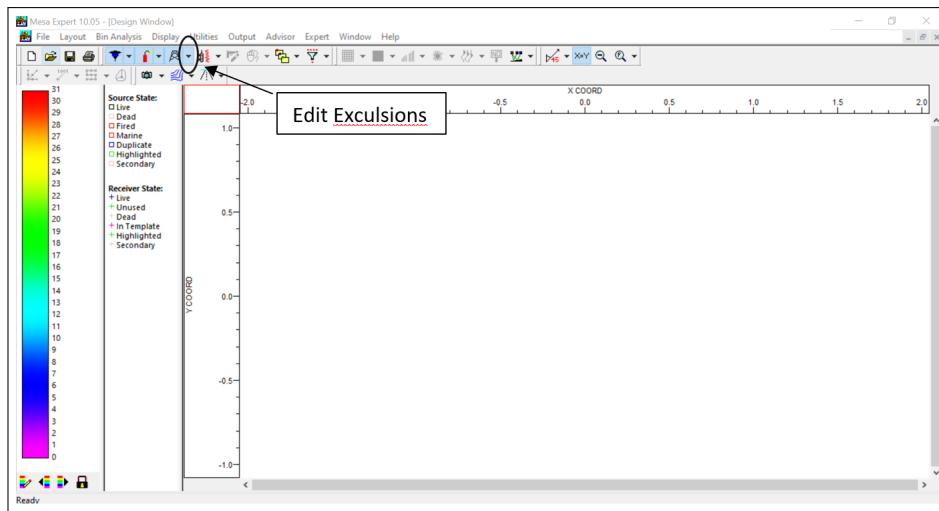 Mesa Expert 10.05 - [Design Window]
File Layout Bin Analysis Display Utilities Output Advisor Expert Window Help
X+Y
Edit Exculsions
31
30
29
28
27
26
25
24
23
22
21
20
19
18
17
16
15
14
13
12
11
10
9
8
7
6
5
4
3
2
1
0
Source State:
Live
Dead
Fired
Marine
Duplicate
Highlighted
Secondary
Receiver State:
Live
Unused
Dead
In Template
Highlighted
Secondary
X COORD
-2.0 -0.5 0.0 0.5 1.0 1.5 2.0
Y COORD
1.0
0.5
0.0
-0.5
-1.0
Ready